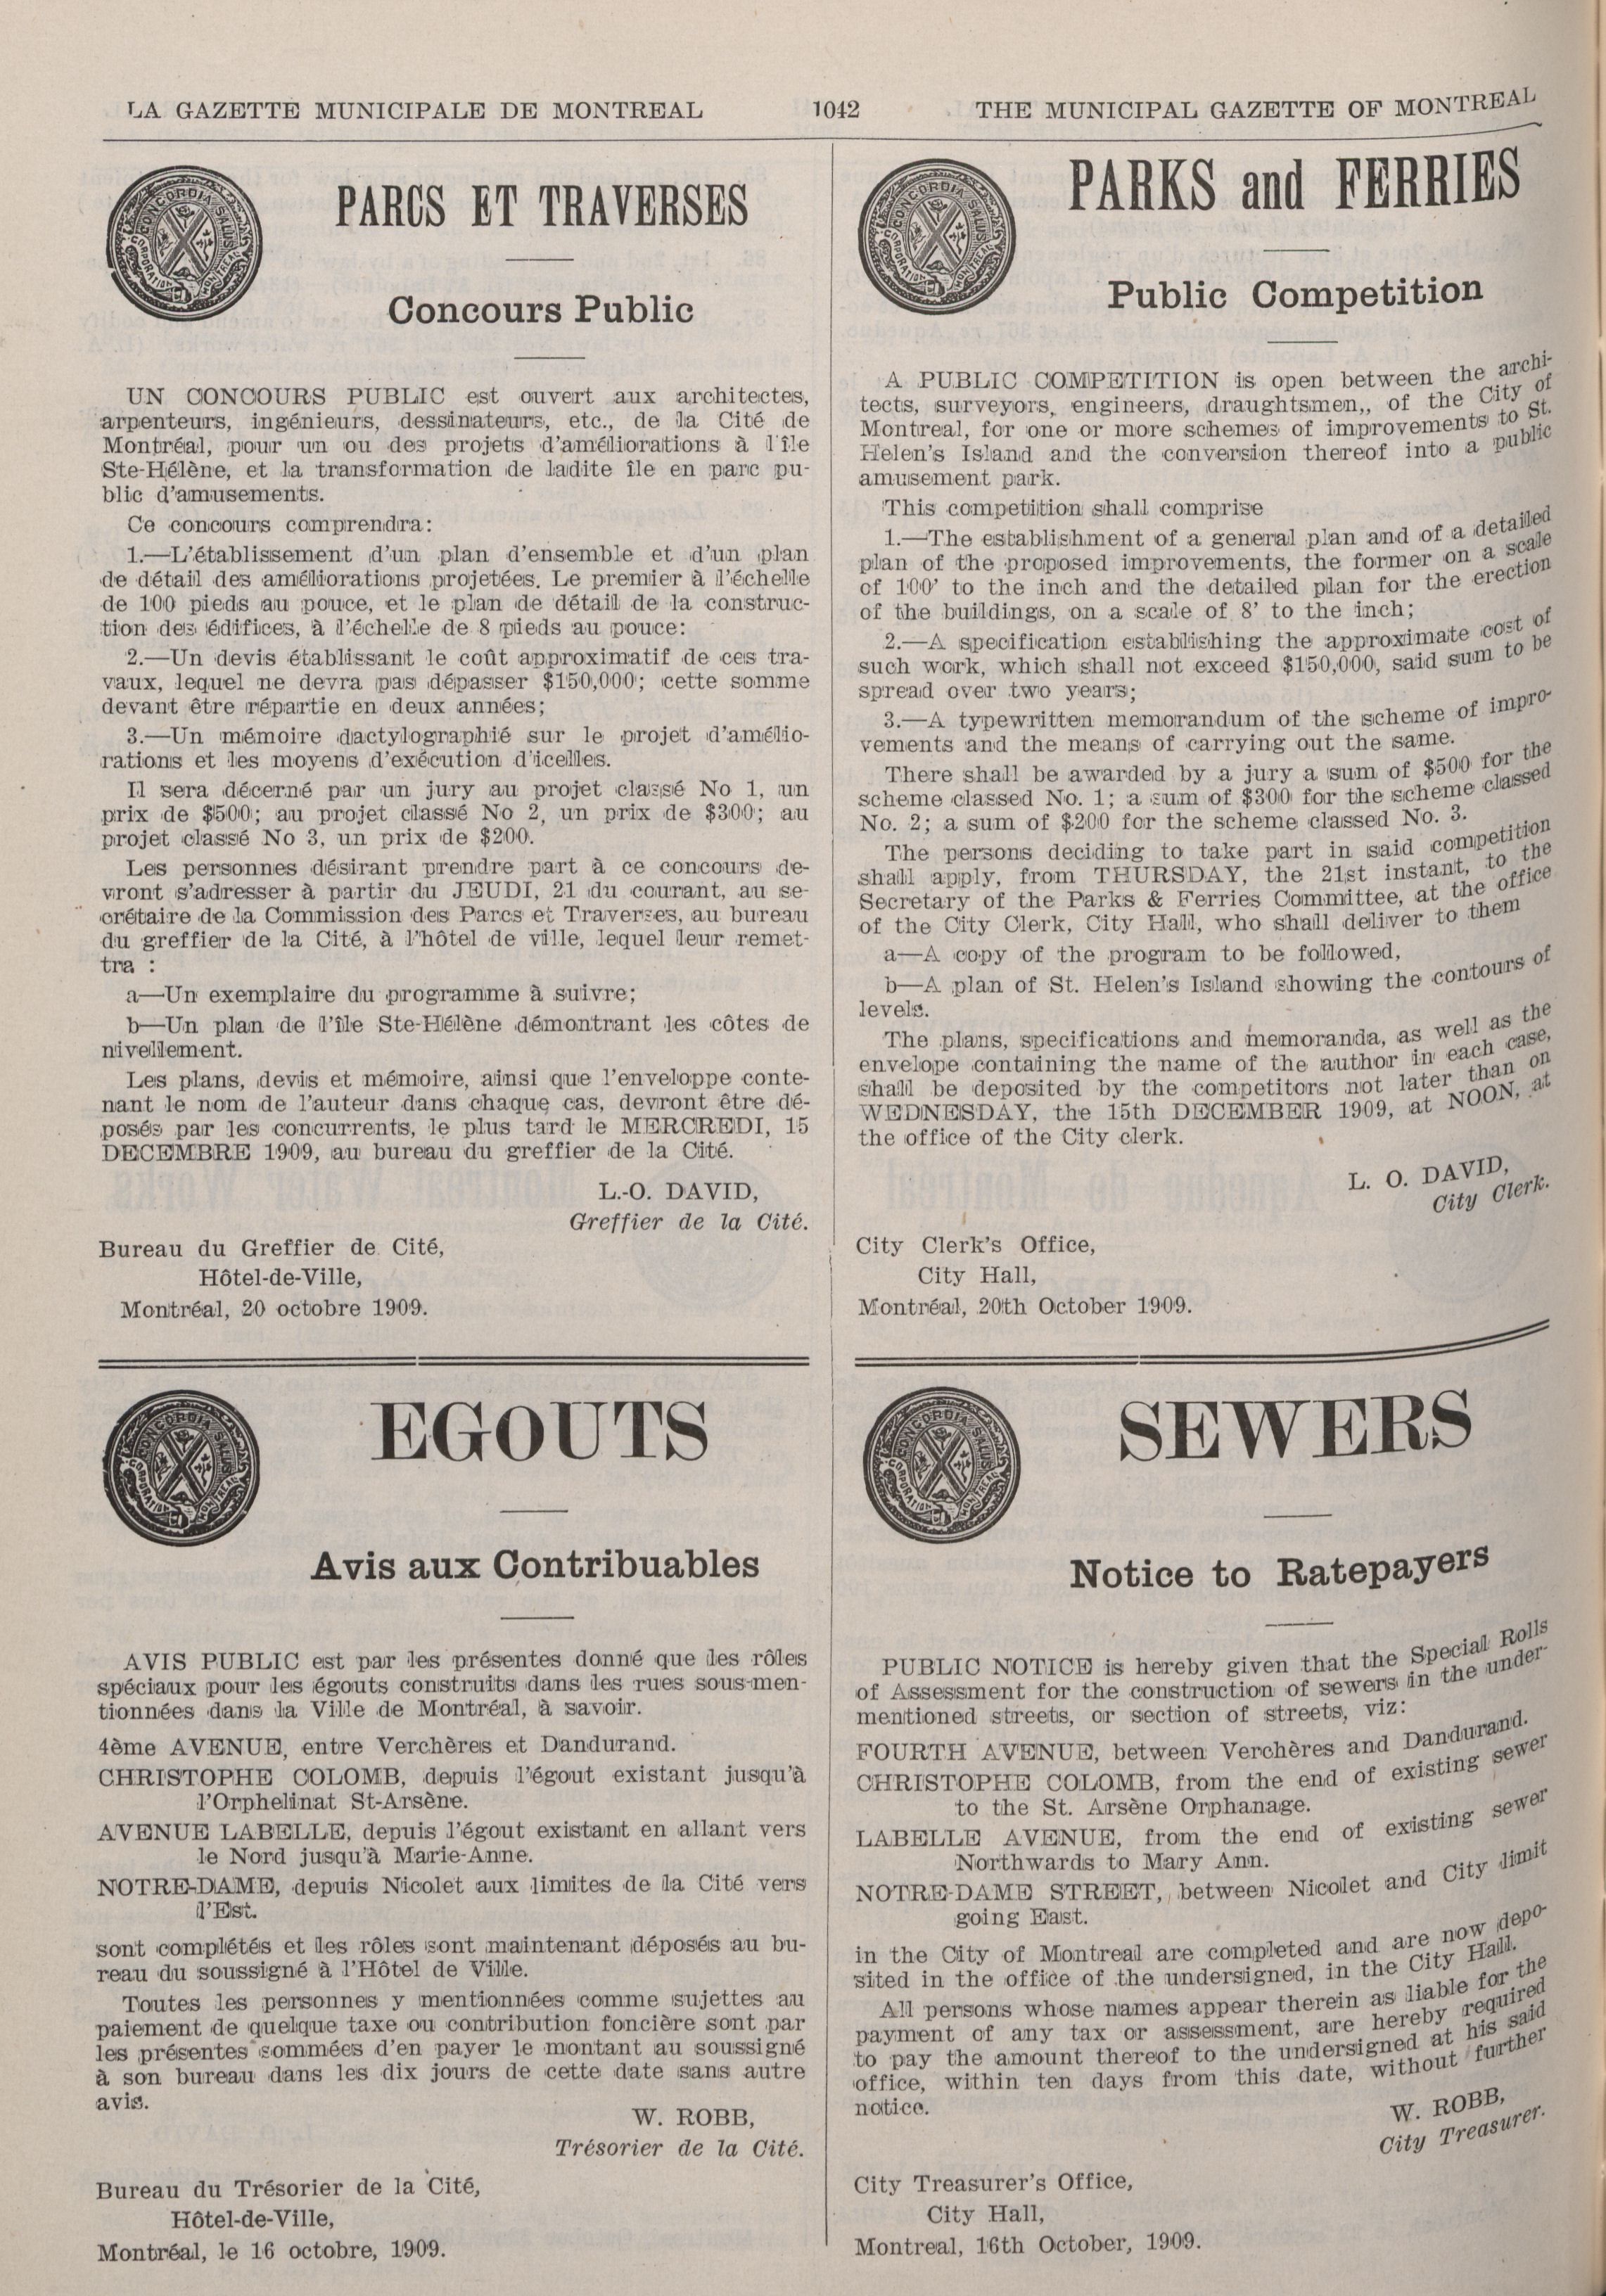 LA GAZETTE MUNICIPALE DE MONTREAL 1042 THE MUNICIPAL GAZETTE OF MONTREAL
PARCS ET TRAVERSES
Concours Public
UN CONCOURS PUBLIC est ouvert aux architectes,
arpenteurs, ingénieurs, dessinateurs, etc., de la Cité de
Montréal, pour un ou des projets d'améliorations à l'île
Ste-Hélène, et la transformation de ladite île en parc pu-
blic d'amusements.
Ce concours comprendra:
1.—L'établissement d'un plan d'ensemble et d'un plan
de détail des améliorations projetées. Le premier à l'échelle
de 100 pieds au pouce, et le plan de détail de la construc-
tion des édifices, à l'échelle de 8 pieds au pouce:
2.—Un devis établissant le coût approximatif de ces tra-
vaux, lequel ne devra pas dépasser $150,000; cette somme
devant être répartie en deux années;
3.—Un mémoire dactylographié sur le projet d'amélio-
rations et les moyens d'exécution d'icelles.
Il sera décerné par un jury au projet classé No 1, un
prix de $500; au projet classé No 2, un prix de $300; au
projet classé No 3, un prix de $200.
Les personnes désirant prendre part à ce concours de-
vront s'adresser à partir du JEUDI, 21 du courant, au se-
crétaire de la Commission des Parcs et Traverses, au bureau
du greffier de la Cité, à l'hôtel de ville, lequel leur remet-
tra :
a—Un exemplaire du programme à suivre;
b—Un plan de l'île Ste-Hélène démontrant les côtes de
nivellement.
Les plans, devis et mémoire, ainsi que l'enveloppe conte-
nant le nom de l'auteur dans chaque cas, devront être dé-
posés par les concurrents, le plus tard le MERCREDI, 15
DECEMBRE 1909, au bureau du greffier de la Cité.
L.-O. DAVID,
Greffier de la Cité.
Bureau du Greffier de Cité,
Hôtel-de-Ville,
Montréal, 20 octobre 1909.
PARKS and FERRIES
Public Competition
A PUBLIC COMPETITION is open between the archi-
tects, surveyors, engineers, draughtsmen,, of the City of
Montreal, for one or more schemes of improvements to St.
Helen's Island and the conversion thereof into a public
amusement park.
This competition shall comprise
1.—The establishment of a general plan and of a detailed
plan of the proposed improvements, the former on a scale
of 100' to the inch and the detailed plan for the erection
of the buildings, on a scale of 8' to the inch;
2.—A specification establishing the approximate cost of
such work, which shall not exceed $150,000, said sum to be
spread over two years;
3.—A typewritten memorandum of the scheme of impro-
vements and the means of carrying out the same.
There shall be awarded by a jury a sum of $500 for the
scheme classed No. 1; a sum of $300 for the scheme classed
No. 2; a sum of $200 for the scheme classed No. 3.
The persons deciding to take part in said competition
shall apply, from THURSDAY, the 21st instant, to the
Secretary of the Parks & Ferries Committee, at the office
of the City Clerk, City Hall, who shall deliver to them
a—A copy of the program to be followed,
b—A plan of St. Helen's Island showing the contours of
levels.
The plans, specifications and memoranda, as well as the
envelope containing the name of the author in each case,
shall be deposited by the competitors not later than on
WEDNESDAY, the 15th DECEMBER 1909, at NOON, at
the office of the City clerk.
L. O. DAVID,
City Clerk.
City Clerk's Office,
City Hall,
Montréal, 20th October 1909.
EGOUTS
Avis aux Contribuables
AVIS PUBLIC est par les présentes donné que les rôles
spéciaux pour les égouts construits dans les rues sous-men-
tionnées dans la Ville de Montréal, à savoir.
4ème AVENUE, entre Verchères et Dandurand.
CHRISTOPHE COLOMB, depuis l'égout existant jusqu'à
l'Orphelinat St-Arsène.
AVENUE LABELLE, depuis l'égout existant en allant vers
le Nord jusqu'à Marie-Anne.
NOTRE-DAME, depuis Nicolet aux limites de la Cité vers
l'Est.
sont complétés et les rôles sont maintenant déposés au bu-
reau du soussigné à l'Hôtel de Ville.
Toutes les personnes y mentionnées comme sujettes au
paiement de quelque taxe ou contribution foncière sont par
les présentes sommées d'en payer le montant au soussigné
à son bureau dans les dix jours de cette date sans autre
avis.
W. ROBB,
Trésorier de la Cité.
Bureau du Trésorier de la Cité,
Hôtel-de-Ville,
Montréal, le 16 octobre, 1909.
SEWERS
Notice to Ratepayers
PUBLIC NOTICE is hereby given that the Special Rolls
of Assessment for the construction of sewers in the under-
mentioned streets, or section of streets, viz:
FOURTH AVENUE, between Verchères and Dandurand.
CHRISTOPHE COLOMB, from the end of existing sewer
to the St. Arsène Orphanage.
LABELLE AVENUE, from the end of existing sewer
Northwards to Mary Ann.
NOTRE-DAME STREET, between Nicolet and City limit
going East.
in the City of Montreal are completed and are now depo-
sited in the office of the undersigned, in the City Hall.
All persons whose names appear therein as liable for the
payment of any tax or assessment, are hereby required
to pay the amount thereof to the undersigned at his said
office, within ten days from this date, without further
notice.
W. ROBB,
City Treasurer.
City Treasurer's Office,
City Hall,
Montreal, 16th October, 1909.